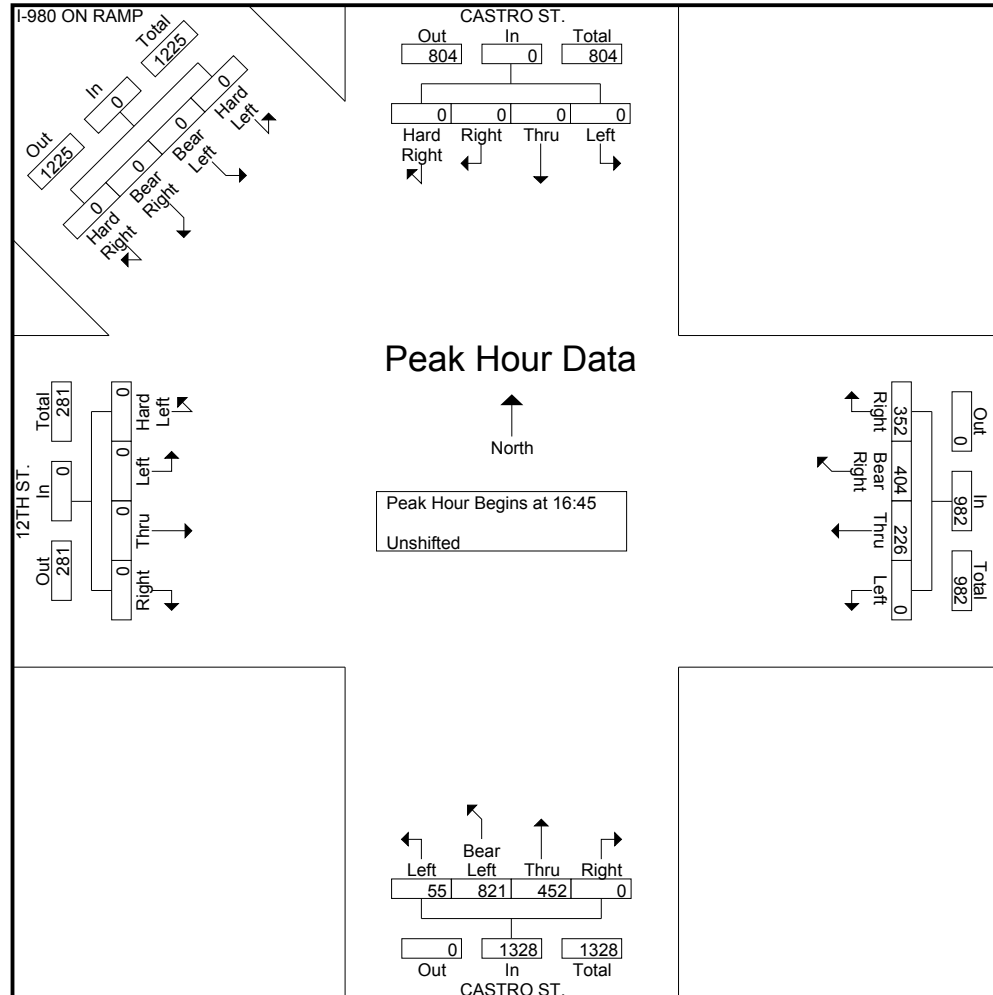 I-980 ON RAMP
Total
1225
In
0
Out
1225
0
0
0
0
Hard
Left
Bear
Left
Bear
Right
Hard
Right
CASTRO ST.
Out
In
Total
804
0
804
0
0
0
0
Hard
Right
Right
Thru
Left
Peak Hour Data
North
Peak Hour Begins at 16:45
Unshifted
12TH ST.
Out
In
Total
281
0
281
0
0
0
0
Right
Thru
Left
Hard
Left
Out
In
Total
0
982
982
352
404
226
0
Right
Bear
Right
Thru
Left
Left
Bear
Left
Thru
Right
55
821
452
0
0
1328
1328
Out
In
Total
CASTRO ST.